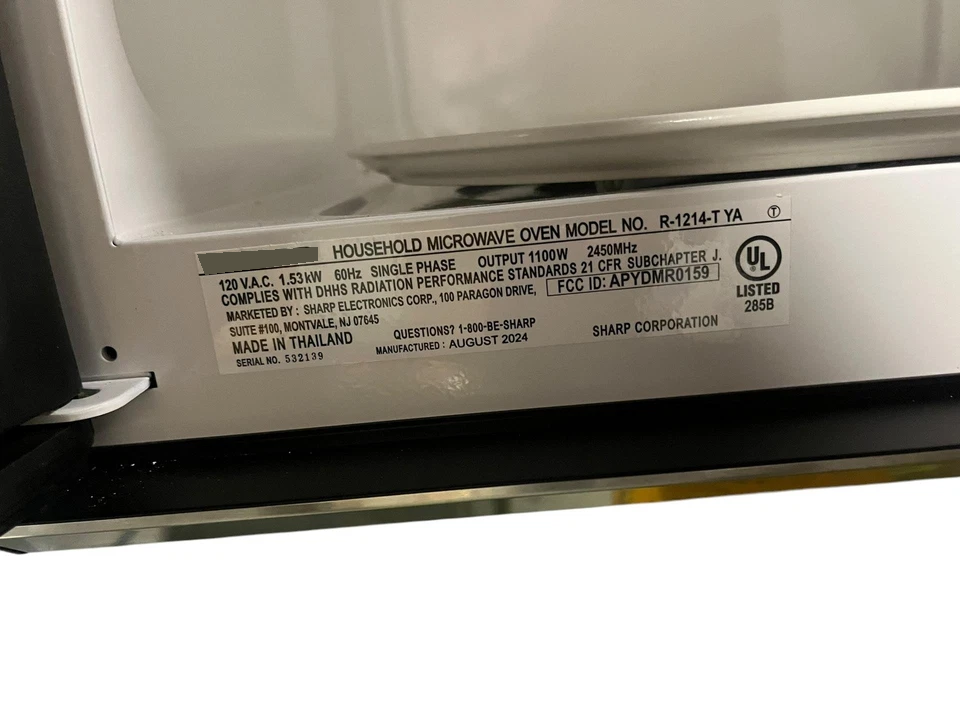 HOUSEHOLD MICROWAVE OVEN MODEL NO. R-1214-T YA Ⓣ
120 V.A.C. 1.53kW 60Hz SINGLE PHASE OUTPUT 1100W 2450MHz
COMPLIES WITH DHHS RADIATION PERFORMANCE STANDARDS 21 CFR SUBCHAPTER J.
MARKETED BY : SHARP ELECTRONICS CORP., 100 PARAGON DRIVE,
FCC ID: APYDMR0159
SUITE #100, MONTVALE, NJ 07645
MADE IN THAILAND
QUESTIONS? 1-800-BE-SHARP
SHARP CORPORATION
SERIAL NO. 532139
MANUFACTURED : AUGUST 2024
UL
LISTED
285B